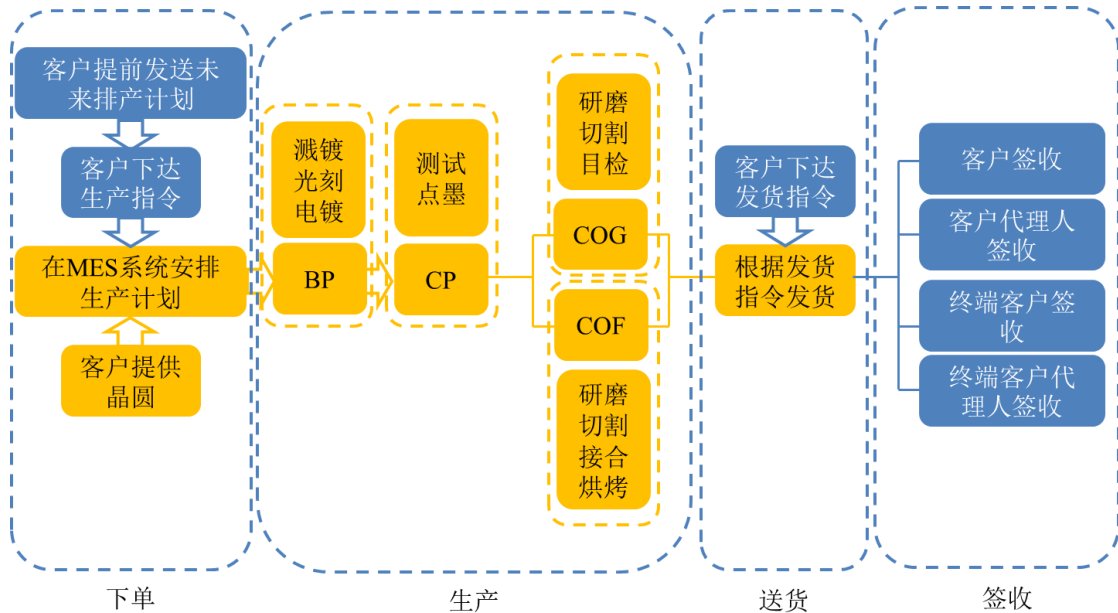 客户提前发送未
来排产计划
客户下达
生产指令
在MES系统安排
生产计划
客户提供
晶圆
溅镀
光刻
电镀
BP
测试
点墨
CP
研磨
切割
目检
COG
COF
研磨
切割
接合
烘烤
客户下达
发货指令
根据发货
指令发货
客户签收
客户代理人
签收
终端客户签
收
终端客户代
理人签收
下单
生产
送货
签收